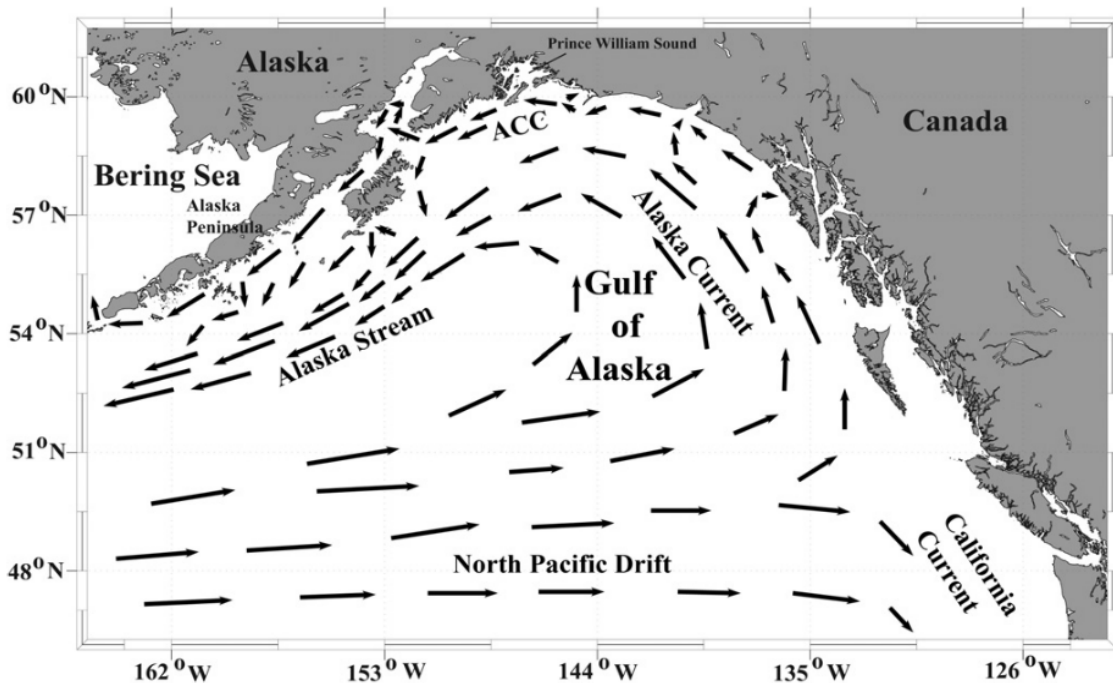 Prince William Sound
Alaska
60°N
ACC
Canada
Bering Sea
Alaska
Peninsula
57°N
Alaska Current
Gulf
of
Alaska
54°N
Alaska Stream
51°N
North Pacific Drift
California
Current
48°N
162°W
153°W
144°W
135°W
126°W